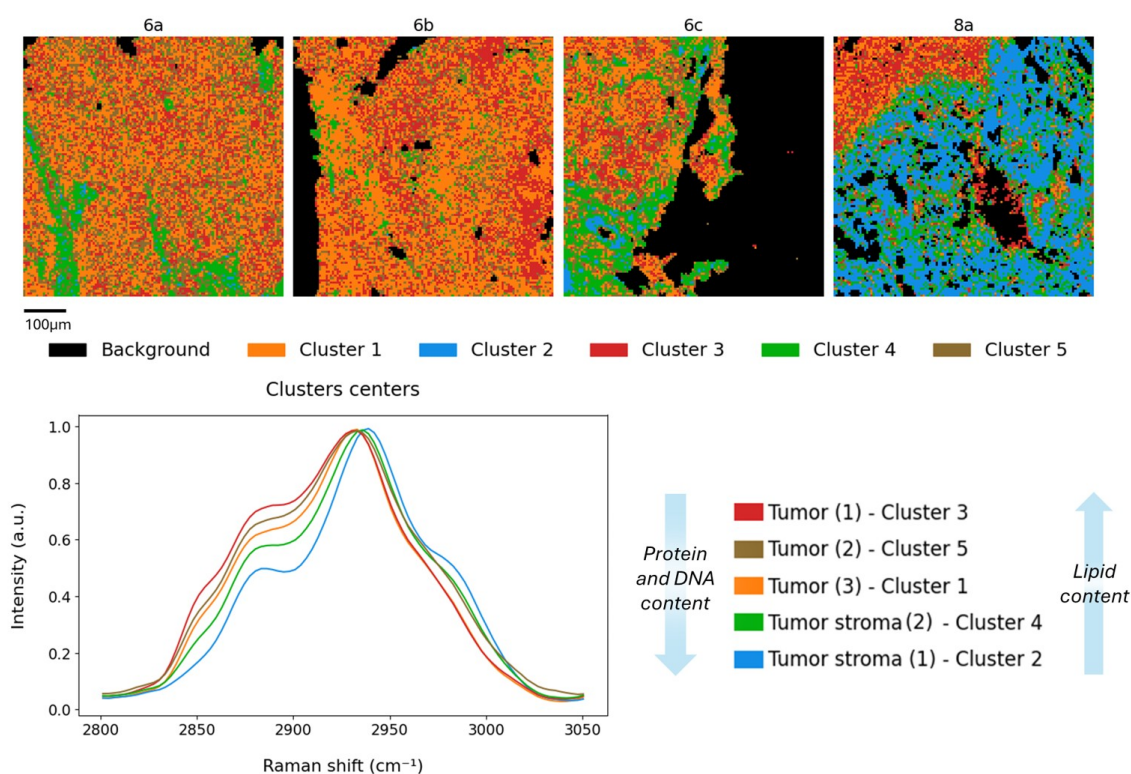 6a 6b 6c 8a
100μm
Background Cluster 1 Cluster 2 Cluster 3 Cluster 4 Cluster 5
Clusters centers
1.0
0.8
0.6
0.4
0.2
0.0
Intensity (a.u.)
2800 2850 2900 2950 3000 3050
Raman shift (cm⁻¹)
Protein
and DNA
content
Tumor (1) - Cluster 3
Tumor (2) - Cluster 5
Tumor (3) - Cluster 1
Tumor stroma (2) - Cluster 4
Tumor stroma (1) - Cluster 2
Lipid
content